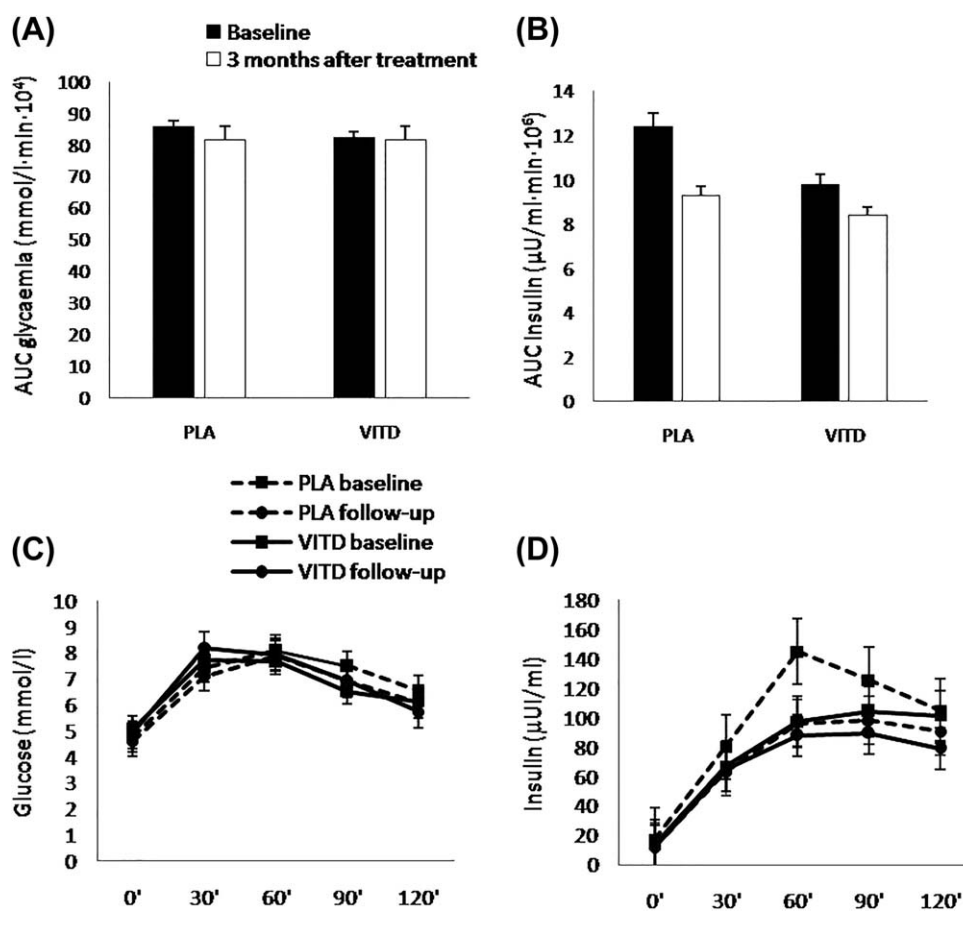 (A)
Baseline
3 months after treatment
AUC glycaemia (mmol/l·min·10⁴)
100
90
80
70
60
50
40
30
20
10
0
PLA VITD
(B)
AUC Insulin (µU/ml·min·10⁶)
14
12
10
8
6
4
2
0
PLA VITD
PLA baseline
PLA follow-up
VITD baseline
VITD follow-up
(C)
Glucose (mmol/l)
10
9
8
7
6
5
4
3
2
1
0
0' 30' 60' 90' 120'
(D)
Insulin (µUI/ml)
180
160
140
120
100
80
60
40
20
0
0' 30' 60' 90' 120'